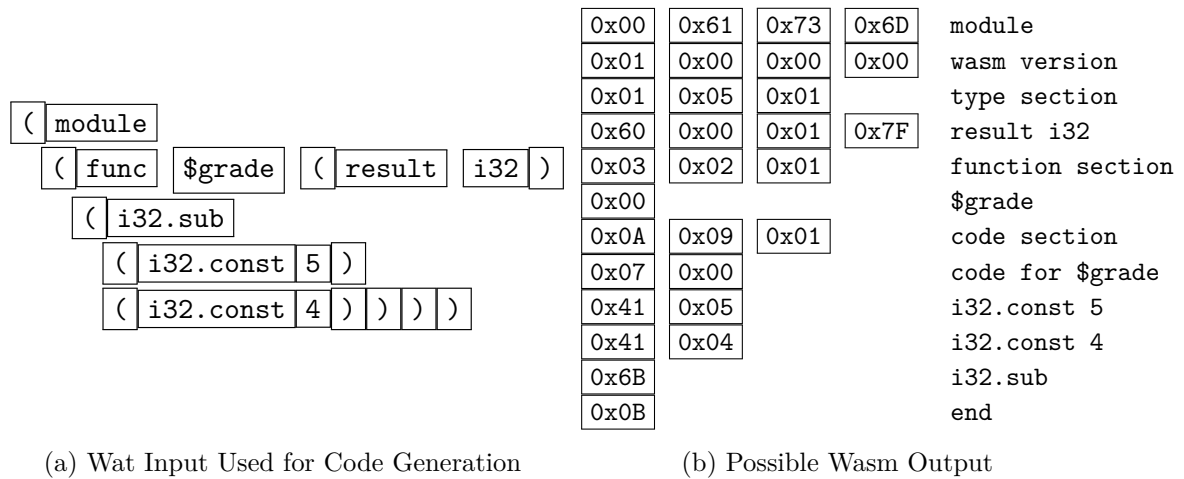 ( module
( func $grade ( result i32 )
( i32.sub
( i32.const 5 )
( i32.const 4 ) ) ) )
(a) Wat Input Used for Code Generation
0x00 0x61 0x73 0x6D module
0x01 0x00 0x00 0x00 wasm version
0x01 0x05 0x01 type section
0x60 0x00 0x01 0x7F result i32
0x03 0x02 0x01 function section
0x00 $grade
0x0A 0x09 0x01 code section
0x07 0x00 code for $grade
0x41 0x05 i32.const 5
0x41 0x04 i32.const 4
0x6B i32.sub
0x0B end
(b) Possible Wasm Output